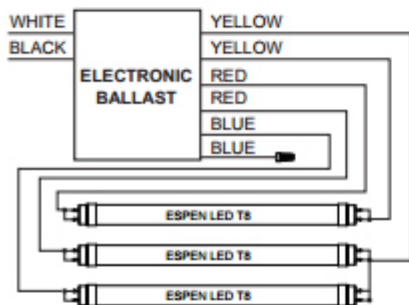 WHITE
BLACK
ELECTRONIC
BALLAST
YELLOW
YELLOW
RED
RED
BLUE
BLUE
ESPEN LED T8
ESPEN LED T8
ESPEN LED T8